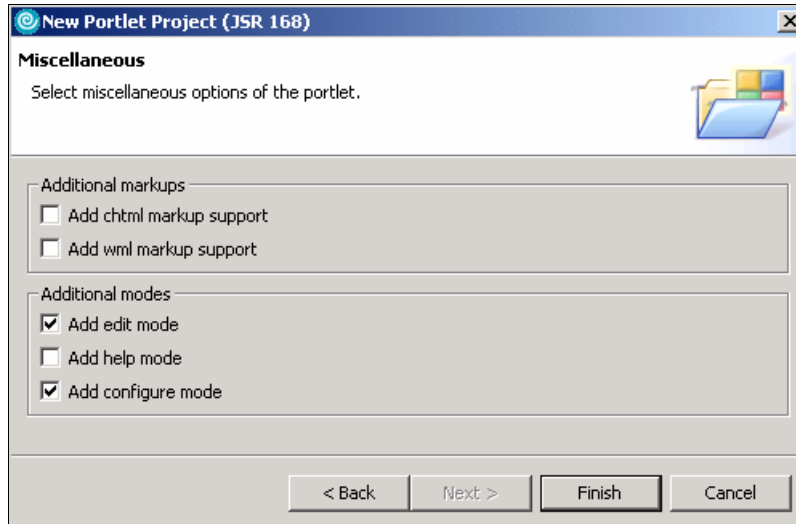 New Portlet Project (JSR 168)
Miscellaneous
Select miscellaneous options of the portlet.
Additional markups
Add chtml markup support
Add wml markup support
Additional modes
Add edit mode
Add help mode
Add configure mode
< Back Next > Finish Cancel